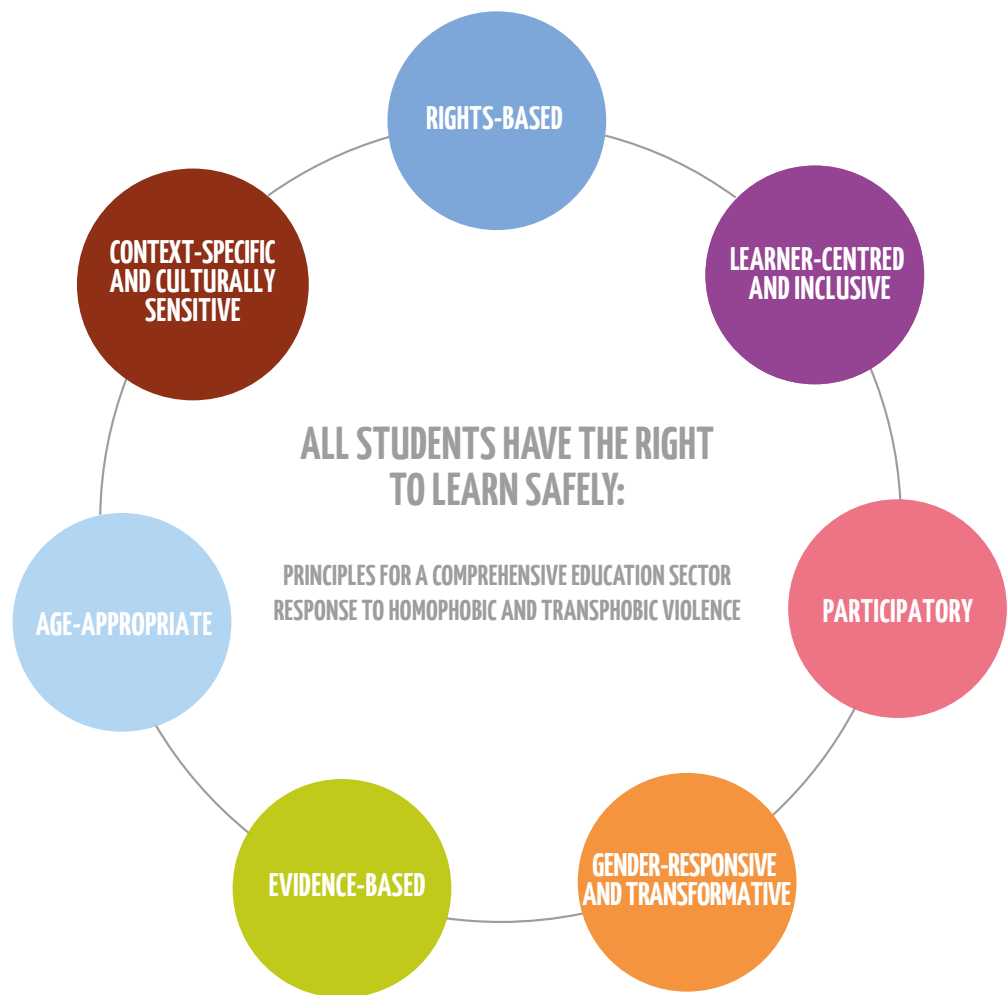 RIGHTS-BASED
LEARNER-CENTRED
AND INCLUSIVE
PARTICIPATORY
GENDER-RESPONSIVE
AND TRANSFORMATIVE
EVIDENCE-BASED
AGE-APPROPRIATE
CONTEXT-SPECIFIC
AND CULTURALLY
SENSITIVE
ALL STUDENTS HAVE THE RIGHT
TO LEARN SAFELY:
PRINCIPLES FOR A COMPREHENSIVE EDUCATION SECTOR
RESPONSE TO HOMOPHOBIC AND TRANSPHOBIC VIOLENCE